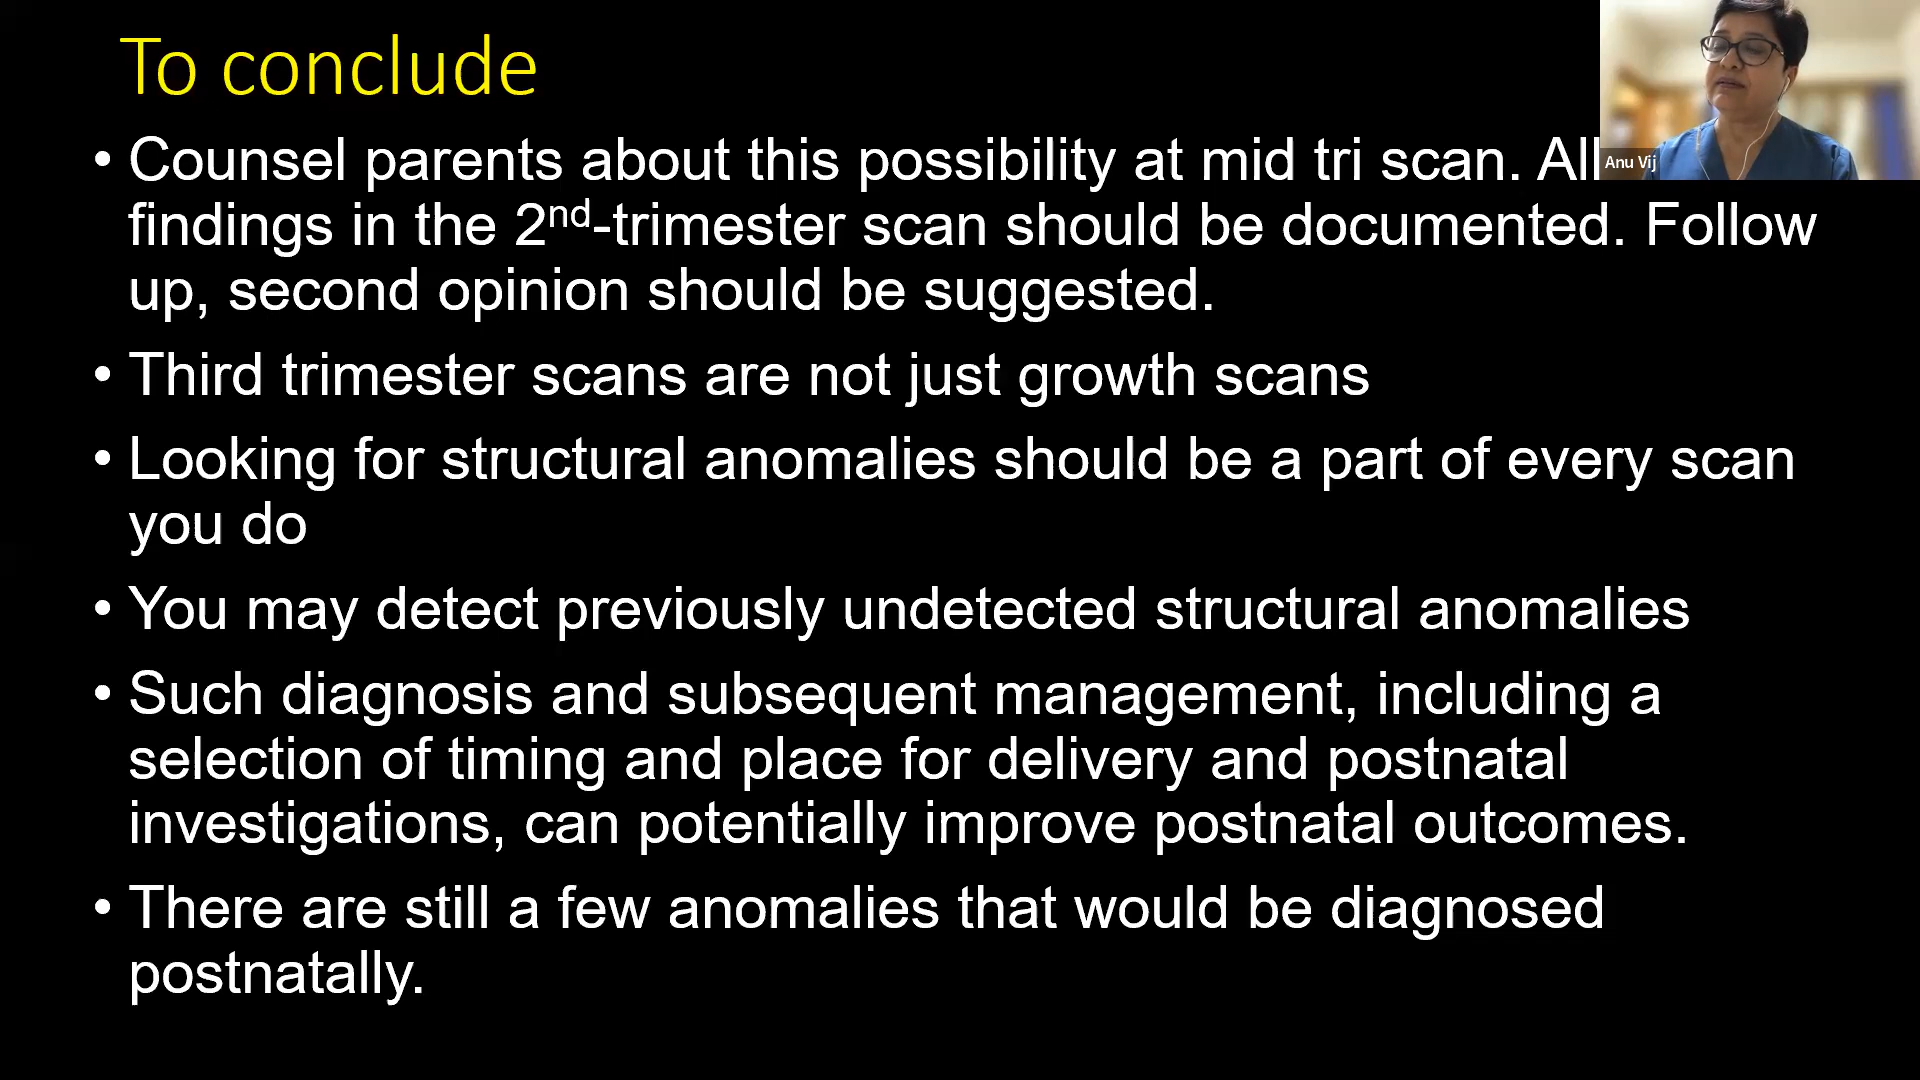 To conclude
• Counsel parents about this possibility at mid tri scan. All
findings in the 2nd-trimester scan should be documented. Follow
up, second opinion should be suggested.
• Third trimester scans are not just growth scans
• Looking for structural anomalies should be a part of every scan
you do
• You may detect previously undetected structural anomalies
• Such diagnosis and subsequent management, including a
selection of timing and place for delivery and postnatal
investigations, can potentially improve postnatal outcomes.
• There are still a few anomalies that would be diagnosed
postnatally.
Anu Vij